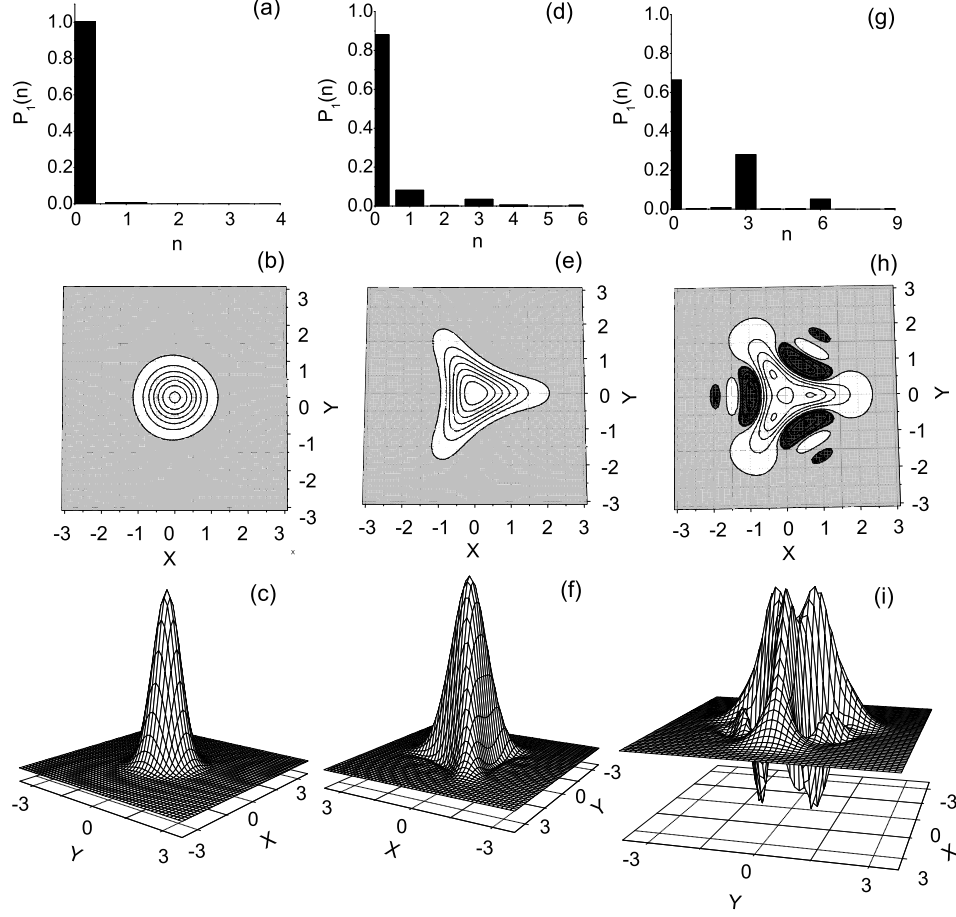 (a)
1.0
0.8
0.6
0.4
0.2
0.0
P1(n)
0 1 2 3 4
n
(d)
1.0
0.8
0.6
0.4
0.2
0.0
P1(n)
0 1 2 3 4 5 6
n
(g)
1.0
0.8
0.6
0.4
0.2
0.0
P1(n)
0 3 6 9
n
(b)
3
2
1
0
-1
-2
-3
Y
-3 -2 -1 0 1 2 3
X
x
(e)
3
2
1
0
-1
-2
-3
Y
-3 -2 -1 0 1 2 3
X
(h)
3
2
1
0
-1
-2
-3
Y
-3 -2 -1 0 1 2 3
X
(c)
-3 0 3
Y
-3 0 3
X
(f)
3 0 -3
X
3 0 -3
Y
(i)
-3 0 3
Y
-3 0 3
X